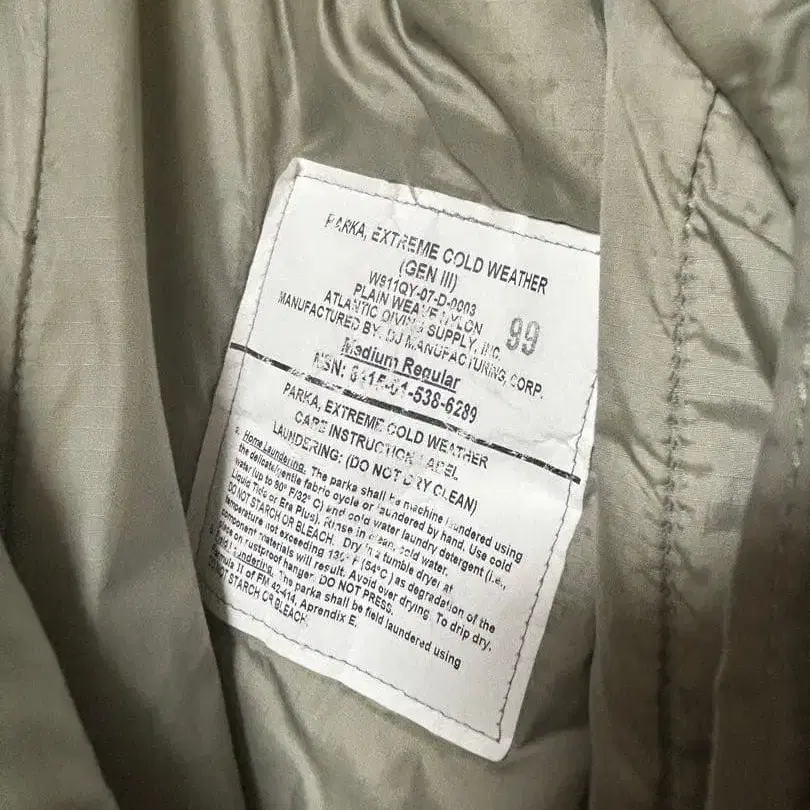 PARKA, EXTREME COLD WEATHER
(GEN III)
W911QY-07-D-0003
PLAIN WEAVE NYLON
ATLANTIC DIVING SUPPLY, INC.
MANUFACTURED BY: DJ MANUFACTURING, CORP.
99
Medium Regular
NSN: 8415-01-538-6289
PARKA, EXTREME COLD WEATHER
CARE INSTRUCTION LABEL
LAUNDERING: (DO NOT DRY CLEAN)
Home Laundering. The parka shall be machine laundered using
the delicate/gentle fabric cycle or laundered by hand. Use cold
water (up to 90° F/32° C) and cold water laundry detergent (i.e.,
liquid Tide or Era Plus). Rinse in clean, cold water.
DO NOT STARCH OR BLEACH. Dry in a tumble dryer at
temperature not exceeding 130° F (54°C) as degradation of the
component materials will result. Avoid over drying. To drip dry,
place on rustproof hanger. DO NOT PRESS.
Field Laundering. The parka shall be field laundered using
Formula II of FM 42-414, Appendix E.
DO NOT STARCH OR BLEACH.